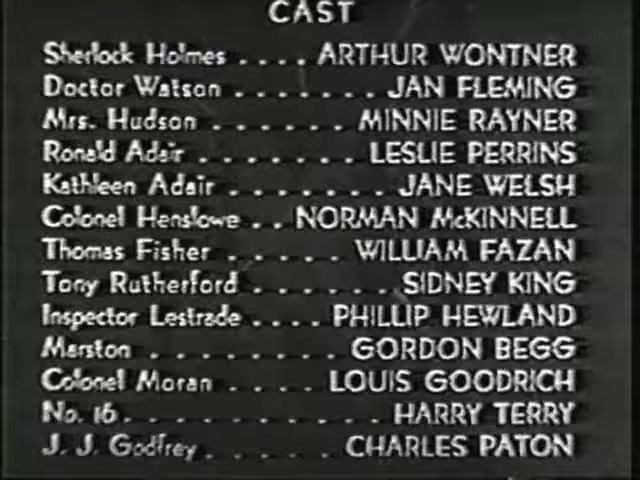 CAST
Sherlock Holmes .... ARTHUR WONTNER
Doctor Watson ....... JAN FLEMING
Mrs. Hudson ...... MINNIE RAYNER
Ronald Adair ........ LESLIE PERRINS
Kathleen Adair ....... JANE WELSH
Colonel Henslowe .. NORMAN McKINNELL
Thomas Fisher ...... WILLIAM FAZAN
Tony Rutherford ...... SIDNEY KING
Inspector Lestrade .... PHILLIP HEWLAND
Marston ......... GORDON BEGG
Colonel Moran ..... LOUIS GOODRICH
No. 16 ........... HARRY TERRY
J. J. Godfrey ...... CHARLES PATON